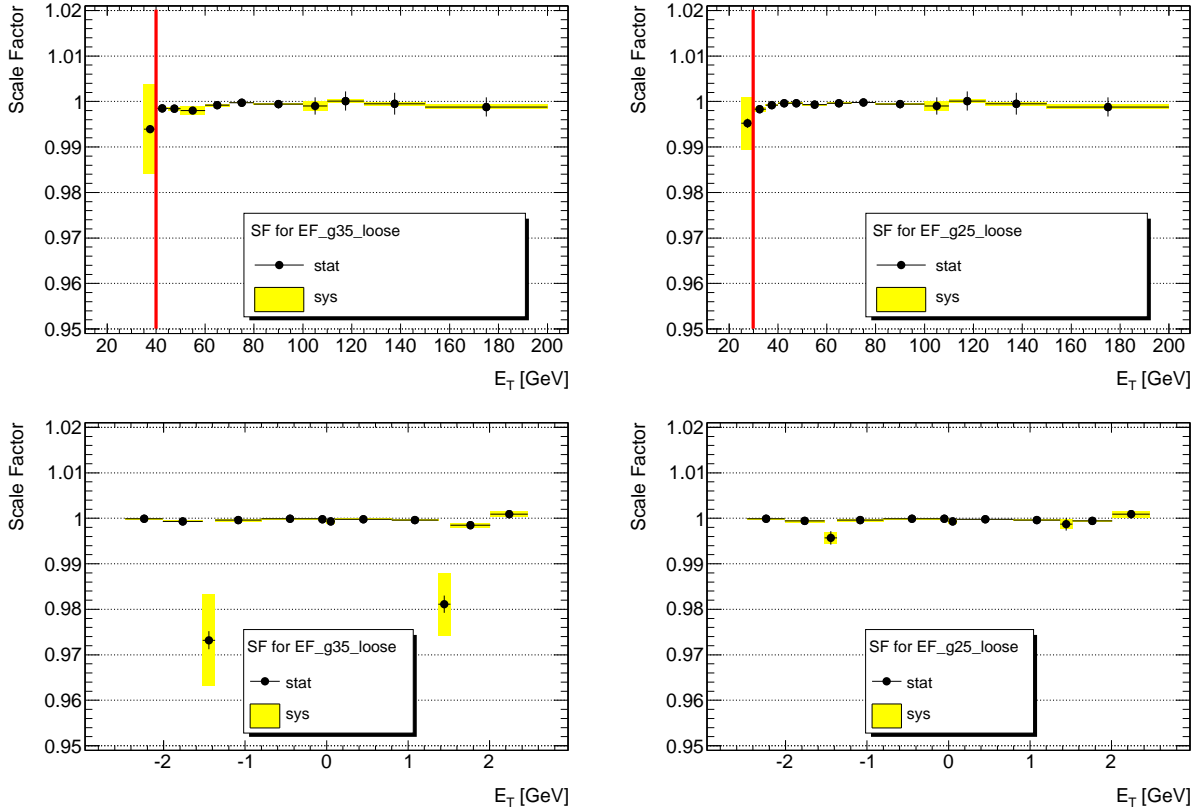 Scale Factor
1.02
1.01
1
0.99
0.98
0.97
0.96
0.95
SF for EF_g35_loose
stat
sys
20 40 60 80 100 120 140 160 180 200
E_T [GeV]
Scale Factor
1.02
1.01
1
0.99
0.98
0.97
0.96
0.95
SF for EF_g25_loose
stat
sys
20 40 60 80 100 120 140 160 180 200
E_T [GeV]
Scale Factor
1.02
1.01
1
0.99
0.98
0.97
0.96
0.95
SF for EF_g35_loose
stat
sys
-2 -1 0 1 2
E_T [GeV]
Scale Factor
1.02
1.01
1
0.99
0.98
0.97
0.96
0.95
SF for EF_g25_loose
stat
sys
-2 -1 0 1 2
E_T [GeV]